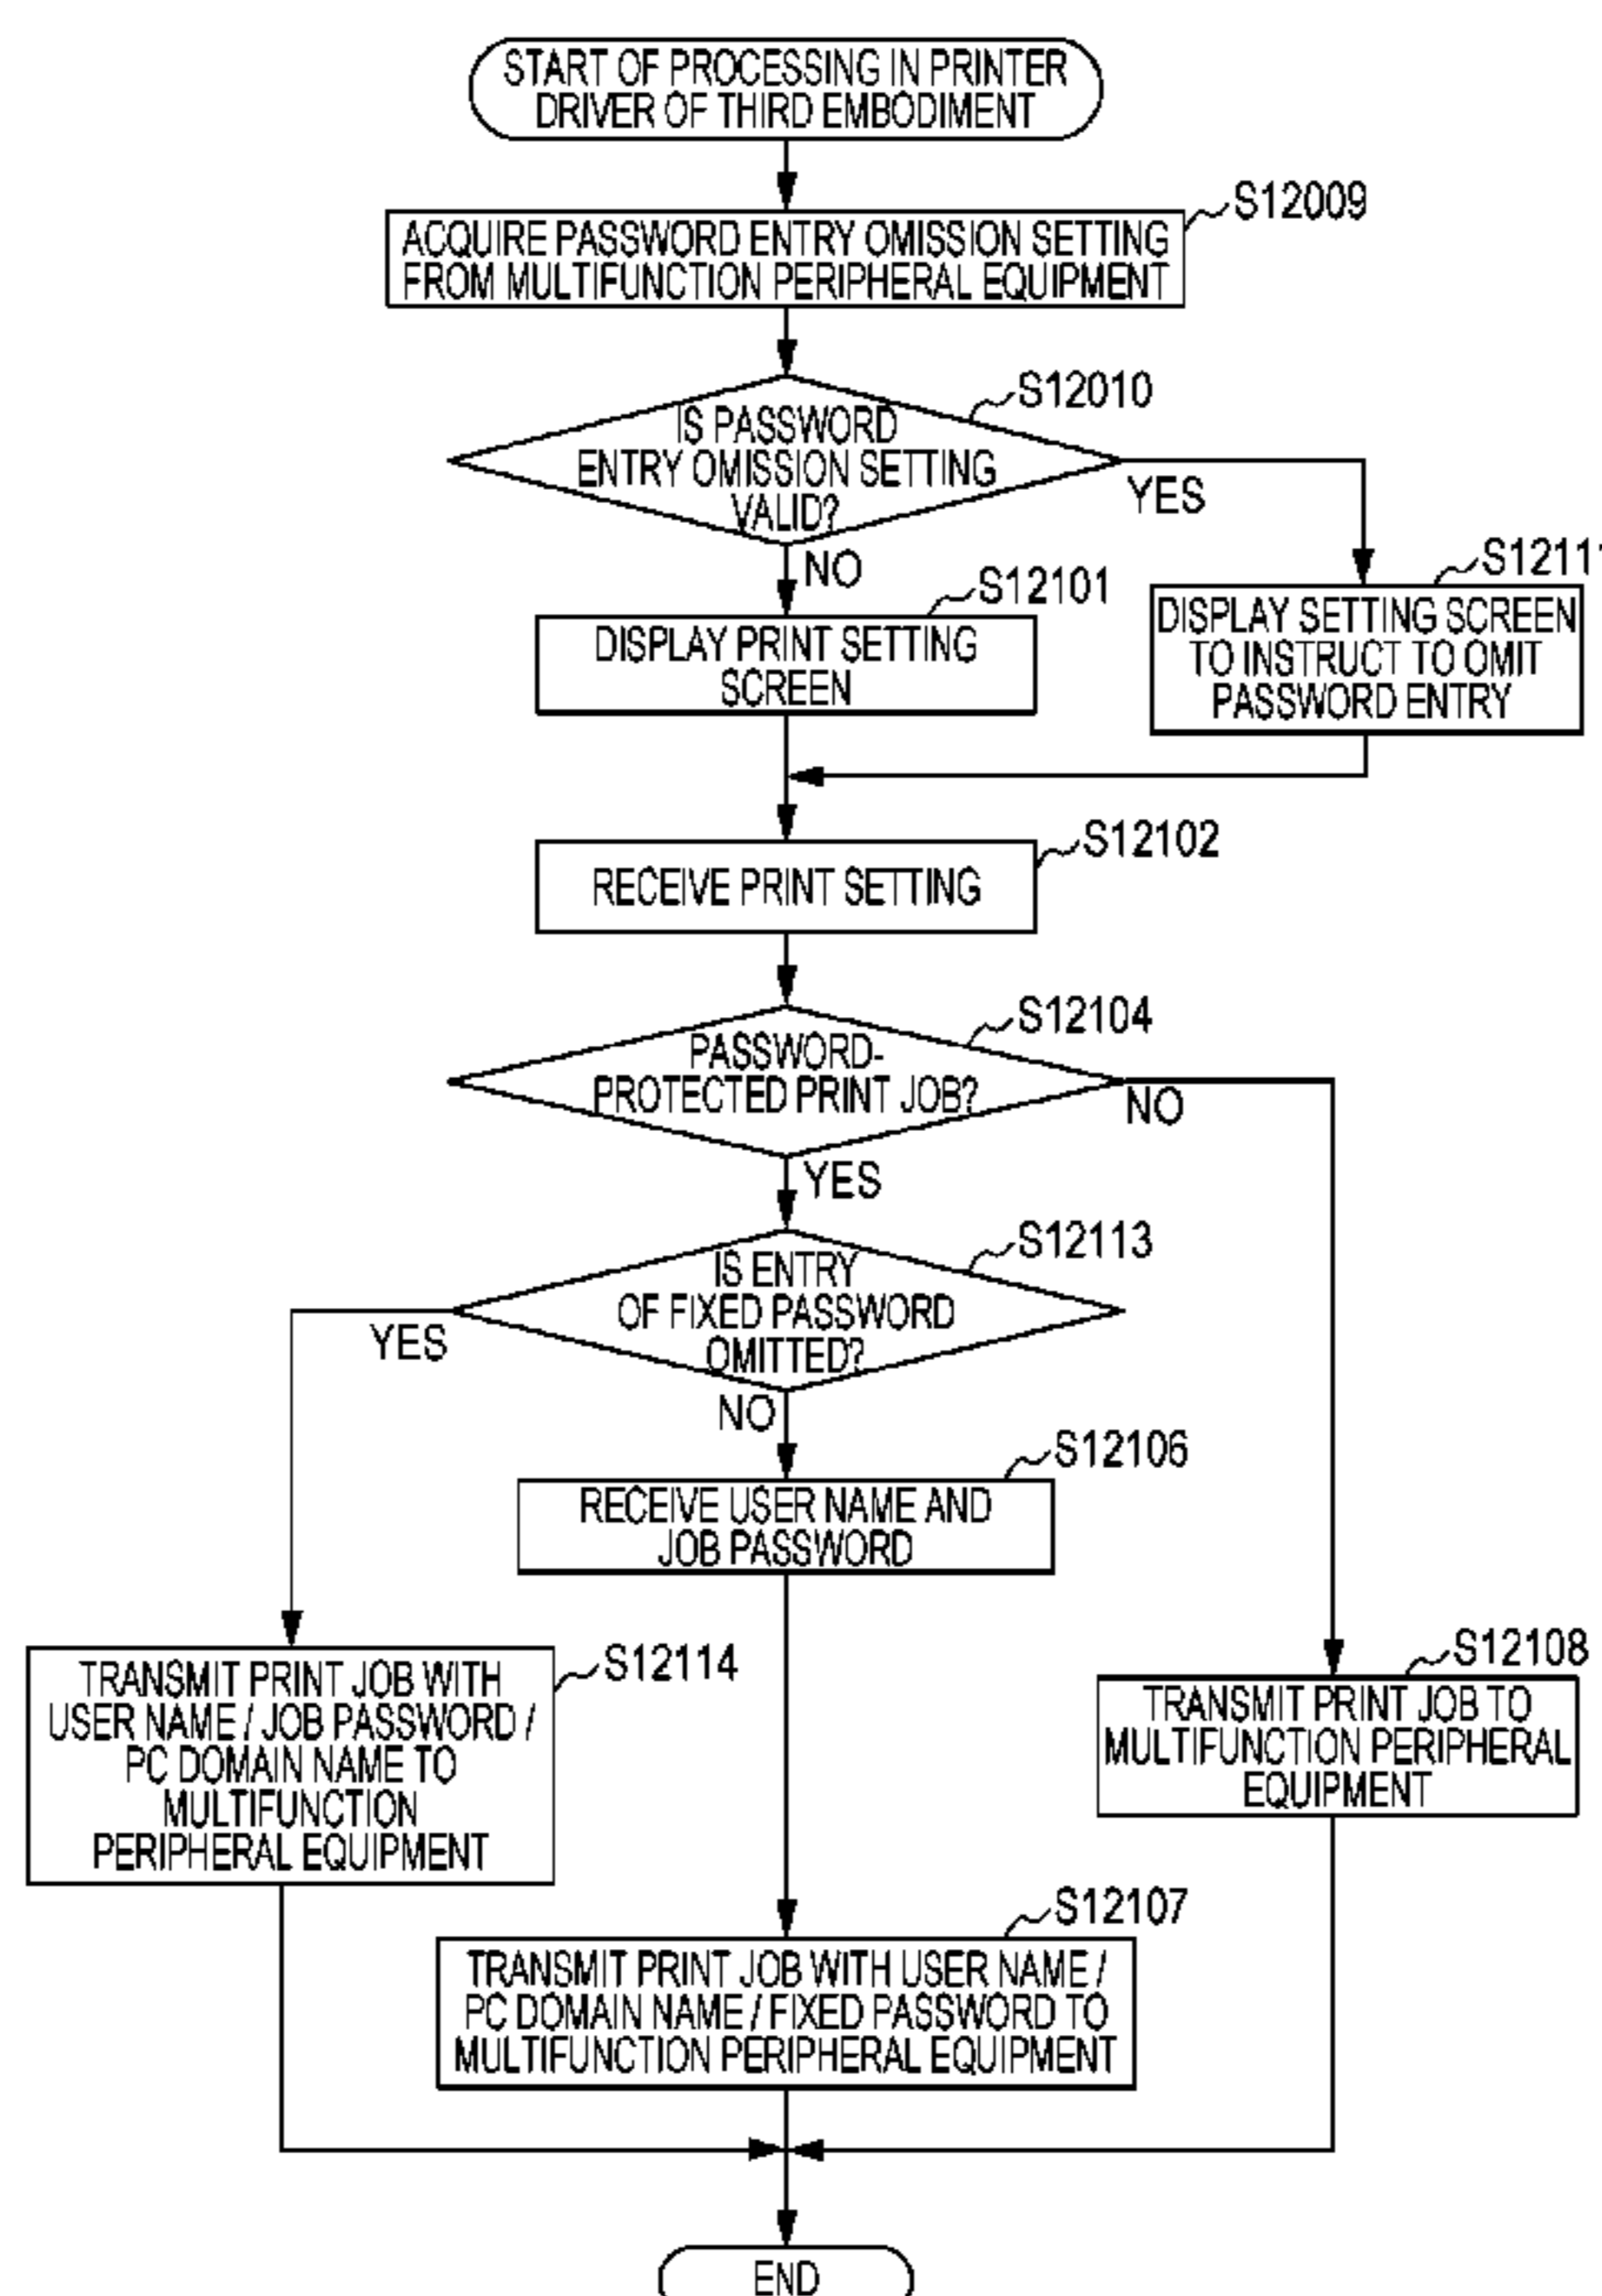 START OF PROCESSING IN PRINTER
DRIVER OF THIRD EMBODIMENT
S12009
ACQUIRE PASSWORD ENTRY OMISSION SETTING
FROM MULTIFUNCTION PERIPHERAL EQUIPMENT
S12010
IS PASSWORD
ENTRY OMISSION SETTING
VALID?
YES
NO
S12101
DISPLAY PRINT SETTING
SCREEN
S12111
DISPLAY SETTING SCREEN
TO INSTRUCT TO OMIT
PASSWORD ENTRY
S12102
RECEIVE PRINT SETTING
S12104
PASSWORD-
PROTECTED PRINT JOB?
NO
YES
S12113
IS ENTRY
OF FIXED PASSWORD
OMITTED?
YES
NO
S12106
RECEIVE USER NAME AND
JOB PASSWORD
S12114
TRANSMIT PRINT JOB WITH
USER NAME / JOB PASSWORD /
PC DOMAIN NAME TO
MULTIFUNCTION
PERIPHERAL EQUIPMENT
S12108
TRANSMIT PRINT JOB TO
MULTIFUNCTION PERIPHERAL
EQUIPMENT
S12107
TRANSMIT PRINT JOB WITH USER NAME /
PC DOMAIN NAME / FIXED PASSWORD TO
MULTIFUNCTION PERIPHERAL EQUIPMENT
END